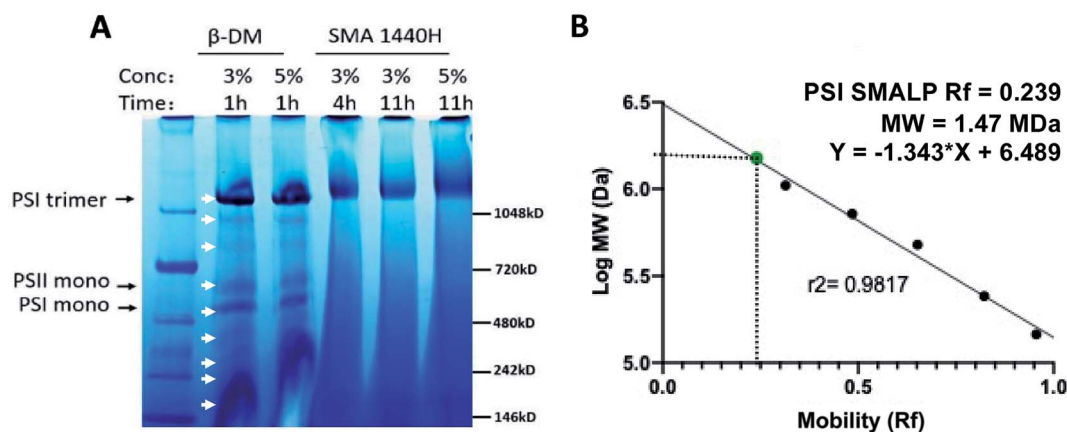 A
β-DM SMA 1440H
Conc: 3% 5% 3% 3% 5%
Time: 1h 1h 4h 11h 11h
PSI trimer
PSII mono
PSI mono
1048kD
720kD
480kD
242kD
146kD
B
PSI SMALP Rf = 0.239
MW = 1.47 MDa
Y = -1.343*X + 6.489
r2= 0.9817
Log MW (Da)
6.5
6.0
5.5
5.0
0.0 0.5 1.0
Mobility (Rf)